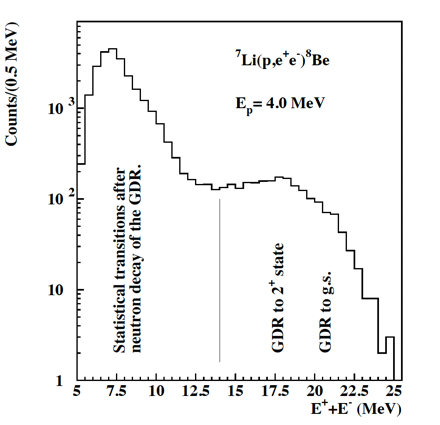 Counts/(0.5 MeV)
10³
10²
10
1
⁷Li(p,e⁺e⁻)⁸Be
Eₚ= 4.0 MeV
Statistical transitions after
neutron decay of the GDR.
GDR to 2⁺ state
GDR to g.s.
5 7.5 10 12.5 15 17.5 20 22.5 25
E⁺+E⁻ (MeV)